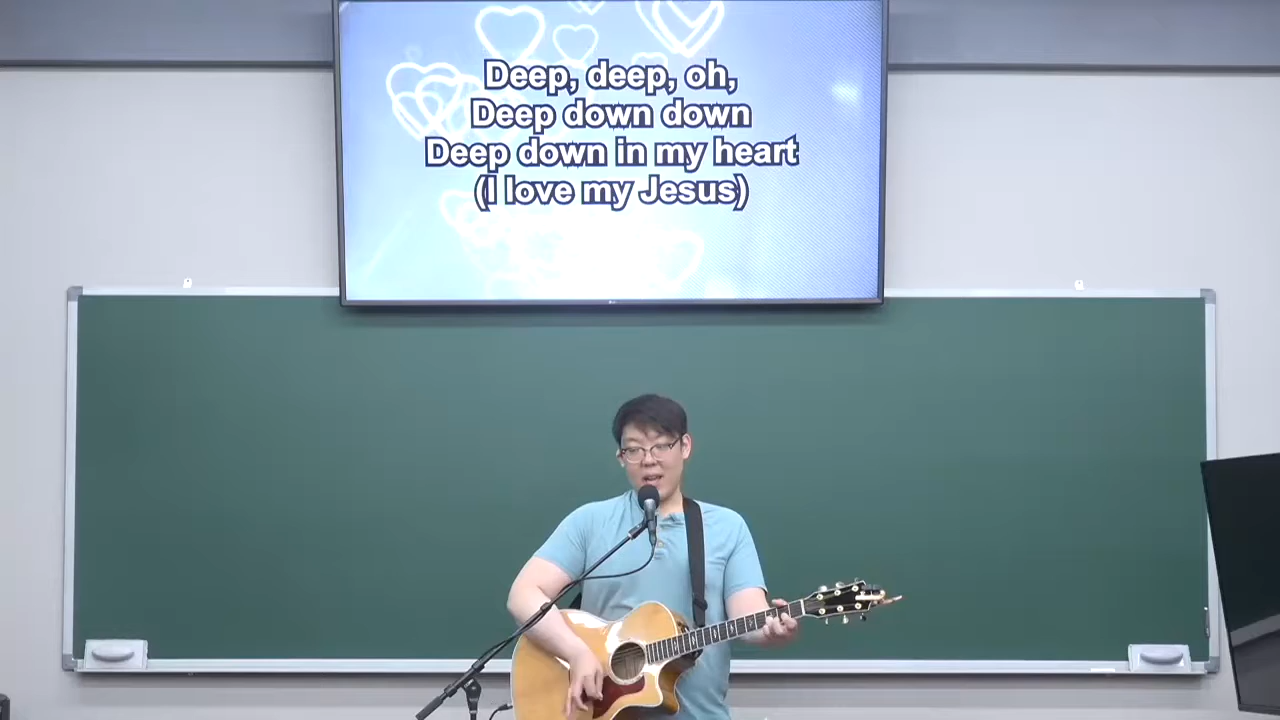 Deep, deep, oh,
Deep down down
Deep down in my heart
(I love my Jesus)